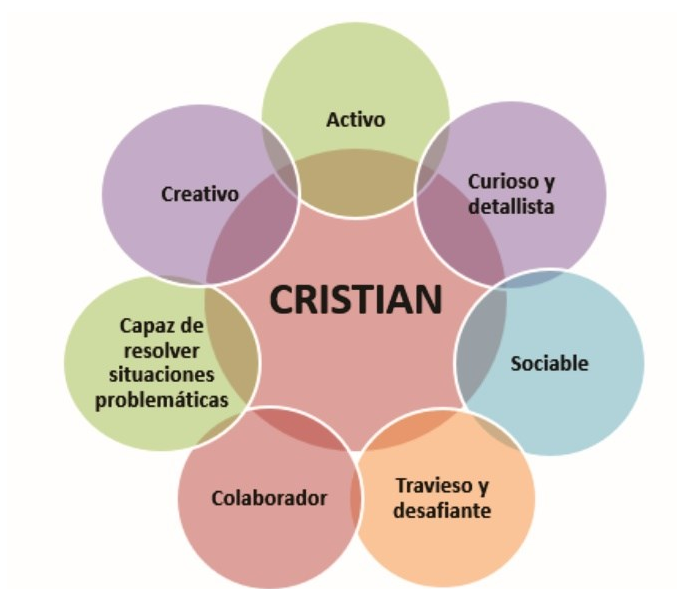 Activo
Creativo
Curioso y
detallista
CRISTIAN
Capaz de
resolver
situaciones
problemáticas
Sociable
Colaborador
Travieso y
desafiante